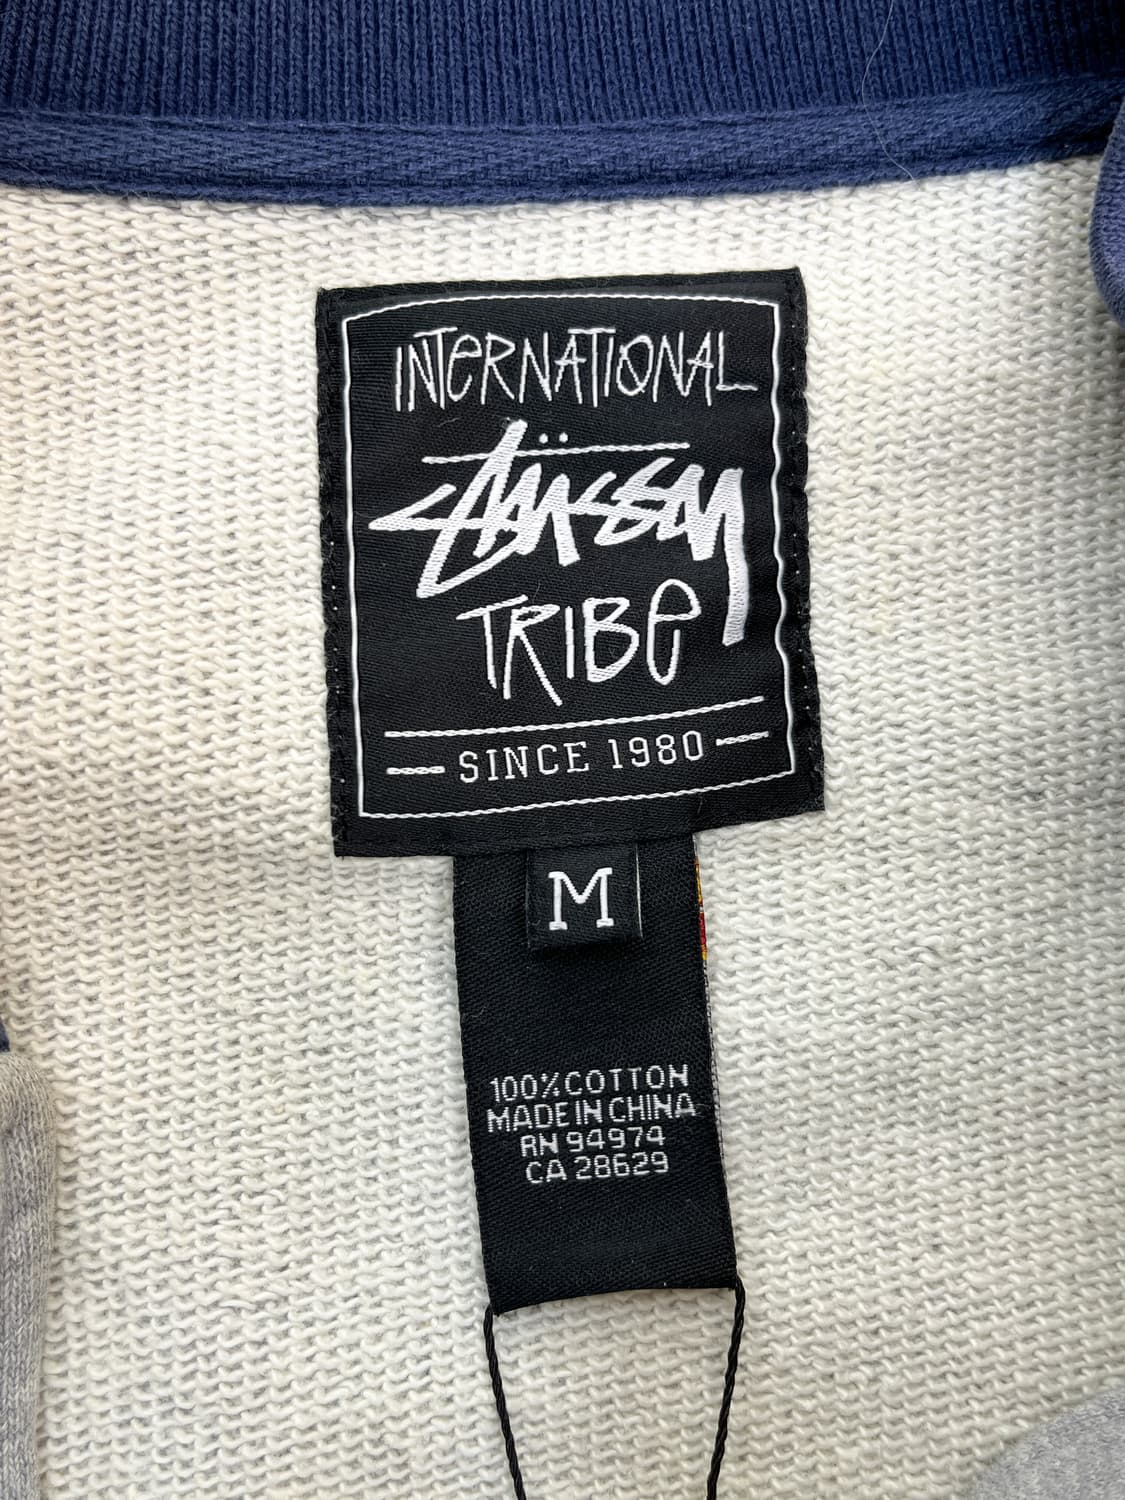 INTERNATIONAL
Stüssy
TRIBE
SINCE 1980
M
100% COTTON
MADE IN CHINA
RN 94974
CA 28629